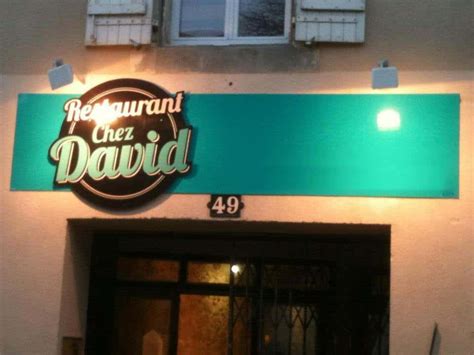 Restaurant
Chez
David
49